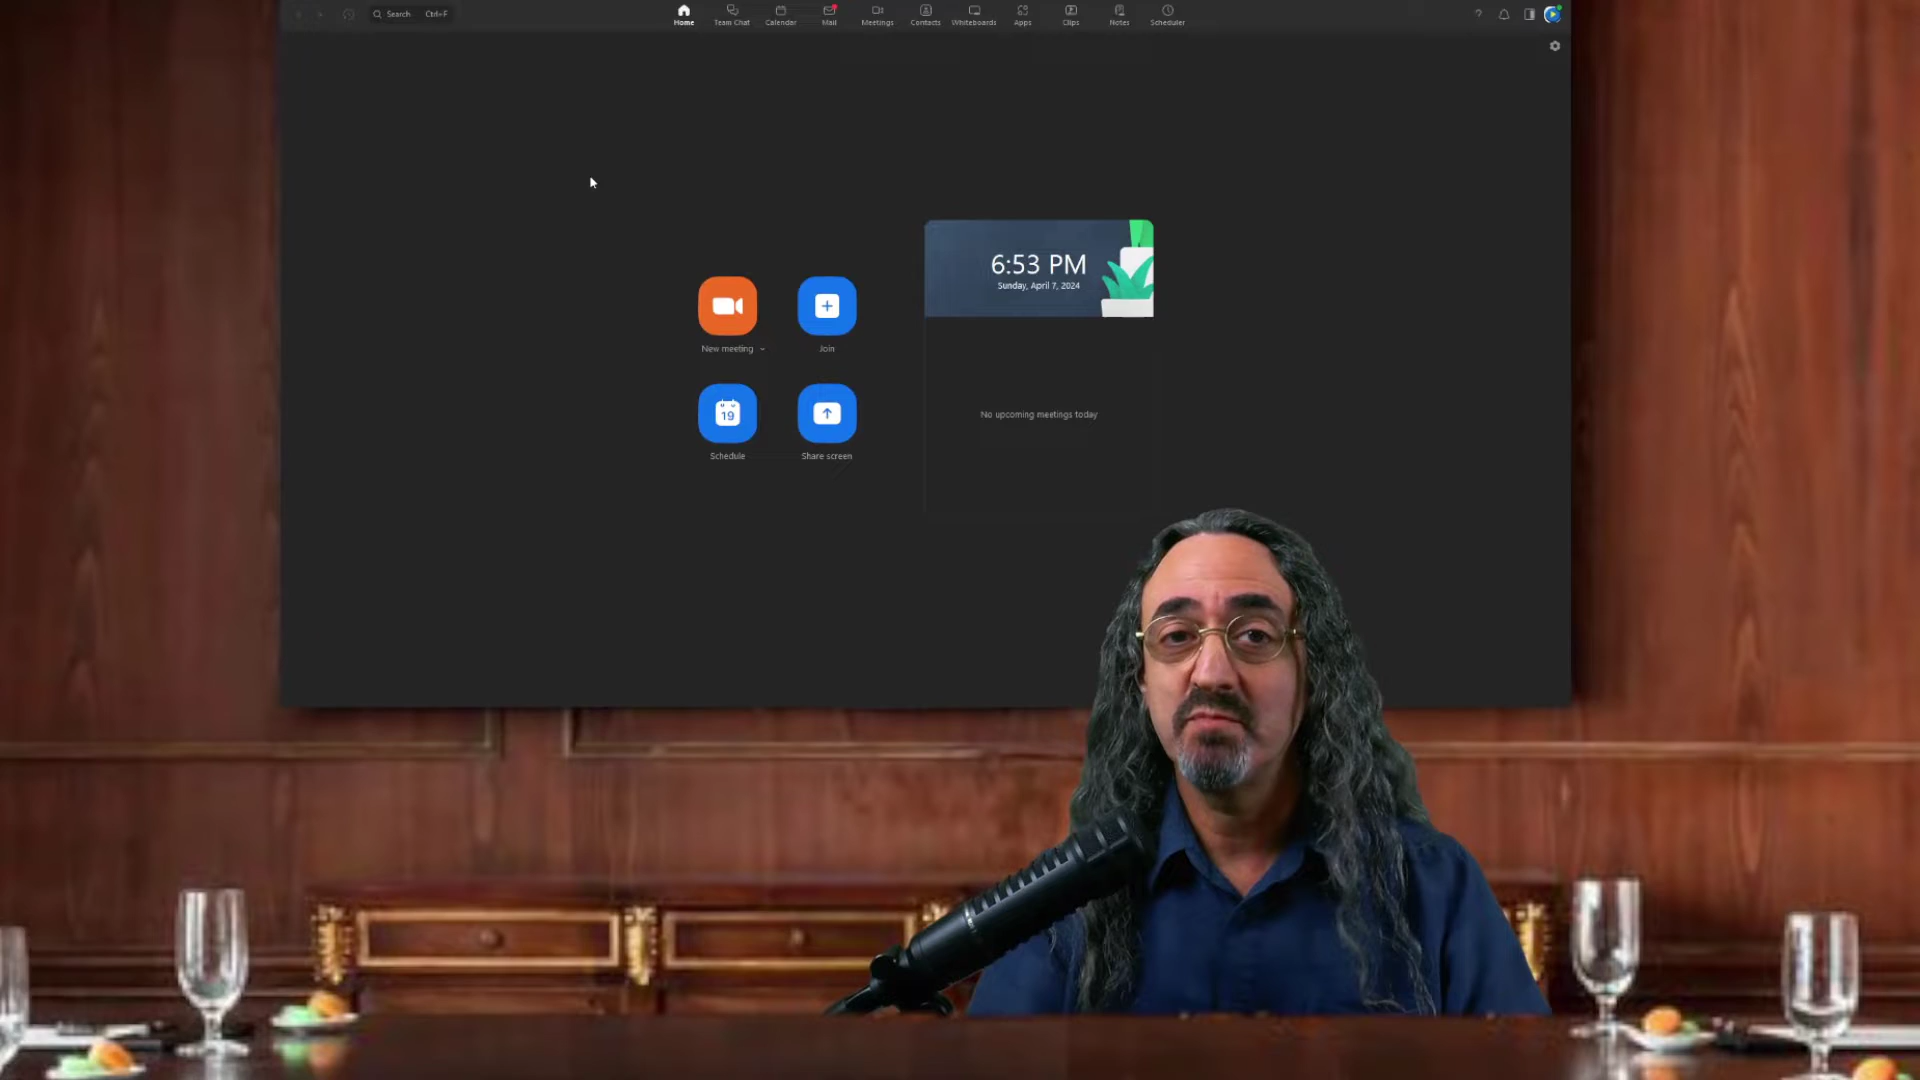 Search Ctrl+F
Home Team Chat Calendar Mail Meetings Contacts Whiteboards Apps Clips Notes Scheduler
?
6:53 PM
Sunday, April 7, 2024
New meeting Join
19
Schedule Share screen
No upcoming meetings today